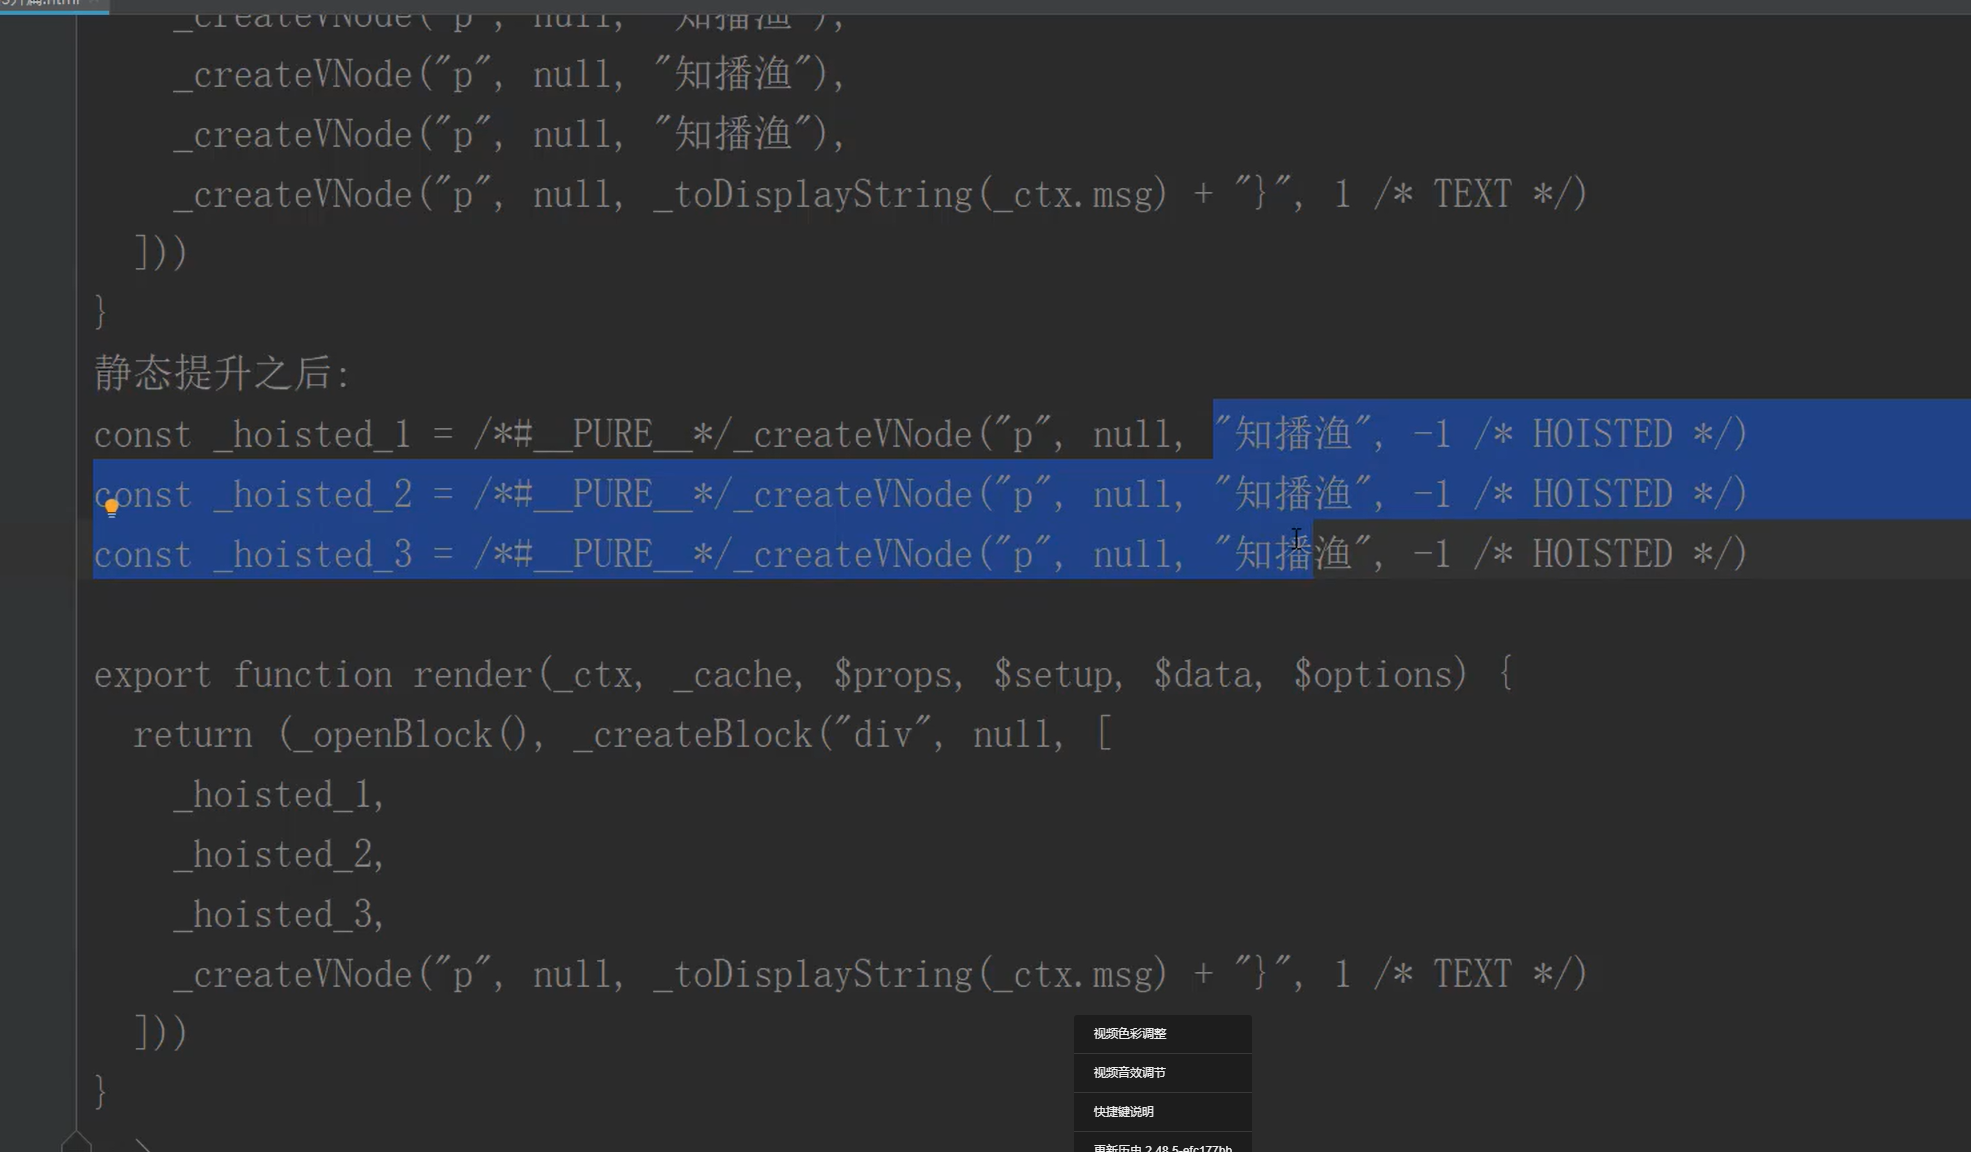 _createVNode("p", null, "知播渔"),
_createVNode("p", null, "知播渔"),
_createVNode("p", null, "知播渔"),
_createVNode("p", null, _toDisplayString(_ctx.msg) + "}", 1 /* TEXT */)
]))
}
静态提升之后:
const _hoisted_1 = /*#__PURE__*/_createVNode("p", null, "知播渔", -1 /* HOISTED */)
const _hoisted_2 = /*#__PURE__*/_createVNode("p", null, "知播渔", -1 /* HOISTED */)
const _hoisted_3 = /*#__PURE__*/_createVNode("p", null, "知播渔", -1 /* HOISTED */)
export function render(_ctx, _cache, $props, $setup, $data, $options) {
return (_openBlock(), _createBlock("div", null, [
_hoisted_1,
_hoisted_2,
_hoisted_3,
_createVNode("p", null, _toDisplayString(_ctx.msg) + "}", 1 /* TEXT */)
]))
}
视频色彩调整
视频音效调节
快捷键说明
更新历史 2.48.5-efc177bb